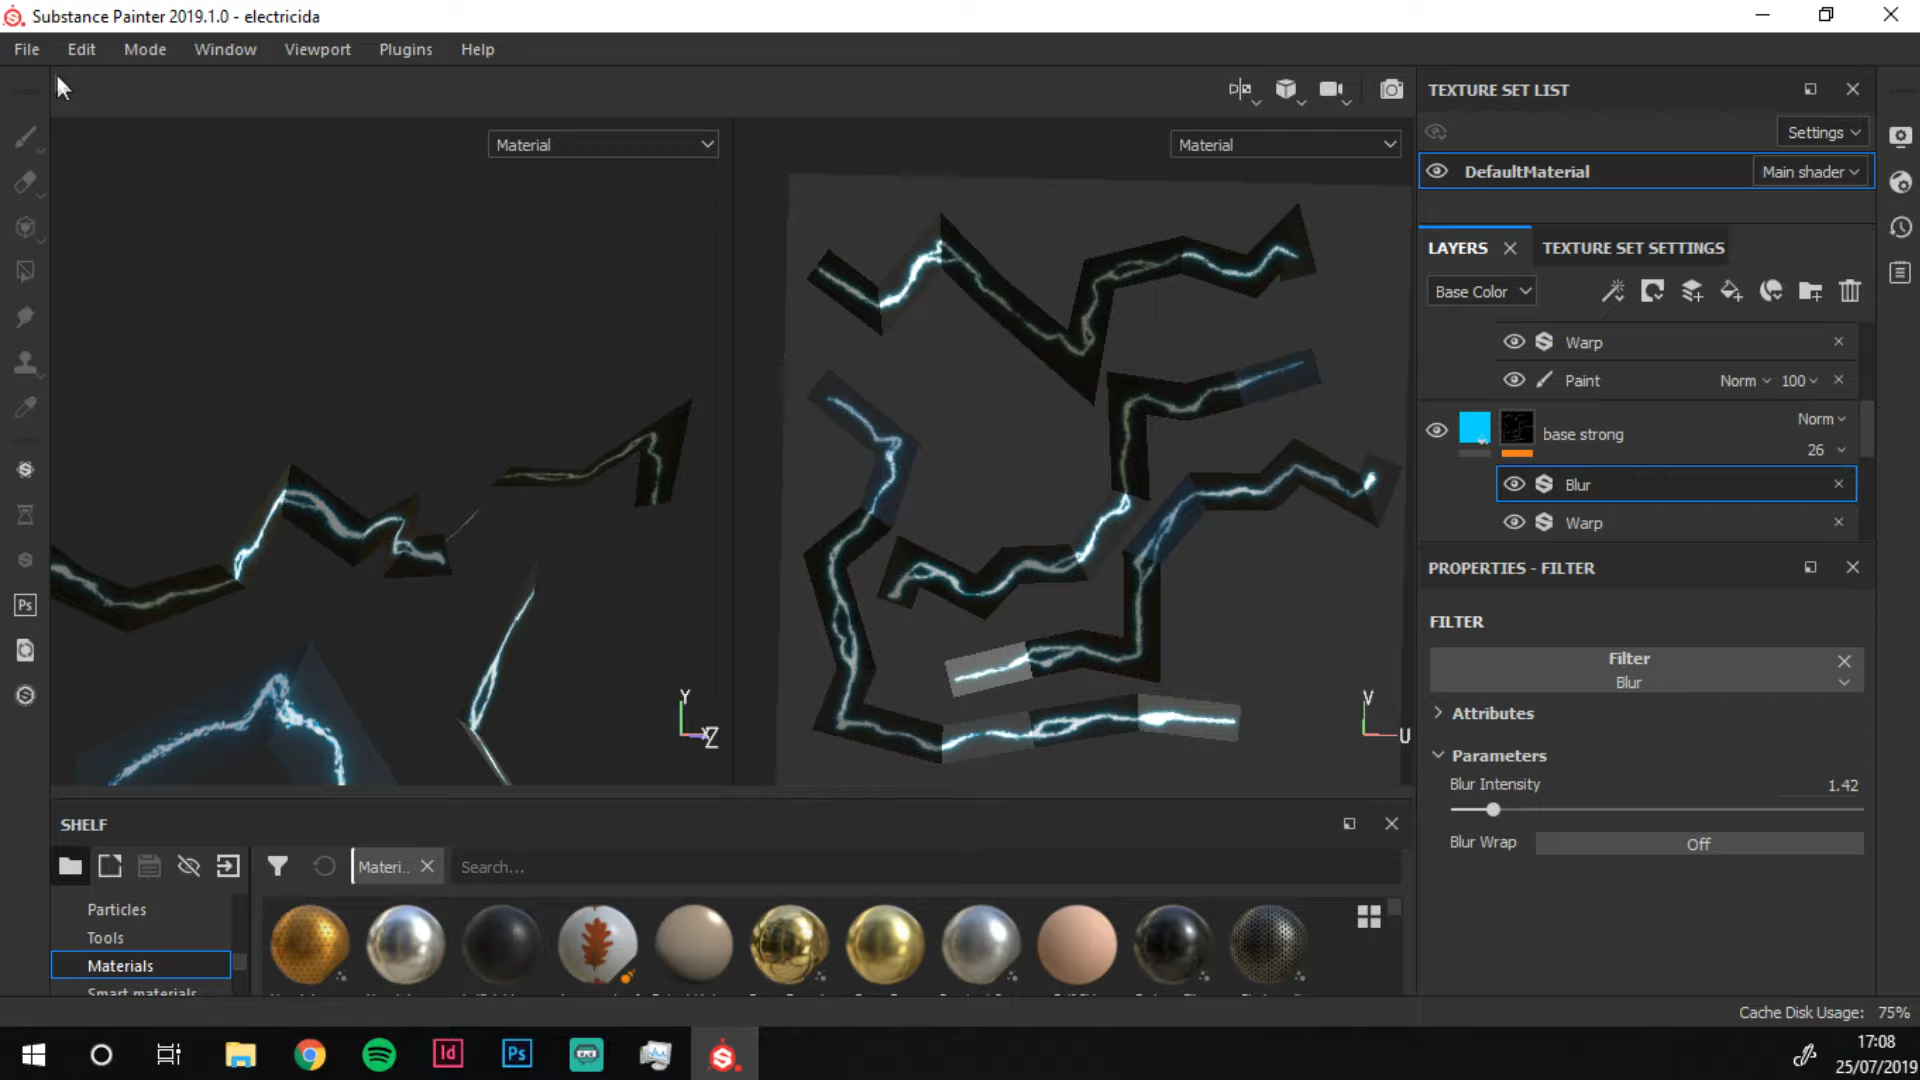 Substance Painter 2019.1.0 - electricida
File Edit Mode Window Viewport Plugins Help
Material
Material
TEXTURE SET LIST
Settings
DefaultMaterial Main shader
LAYERS TEXTURE SET SETTINGS
Base Color
Warp
Paint Norm 100
base strong Norm
26
Blur
Warp
PROPERTIES - FILTER
FILTER
Filter
Blur
Attributes
Parameters
Blur Intensity 1.42
Blur Wrap Off
Y
Z
V
U
Ps
SHELF
Materi.. Search...
Particles
Tools
Materials
Smart materials
Cache Disk Usage: 75%
Id Ps
17:08
25/07/2019